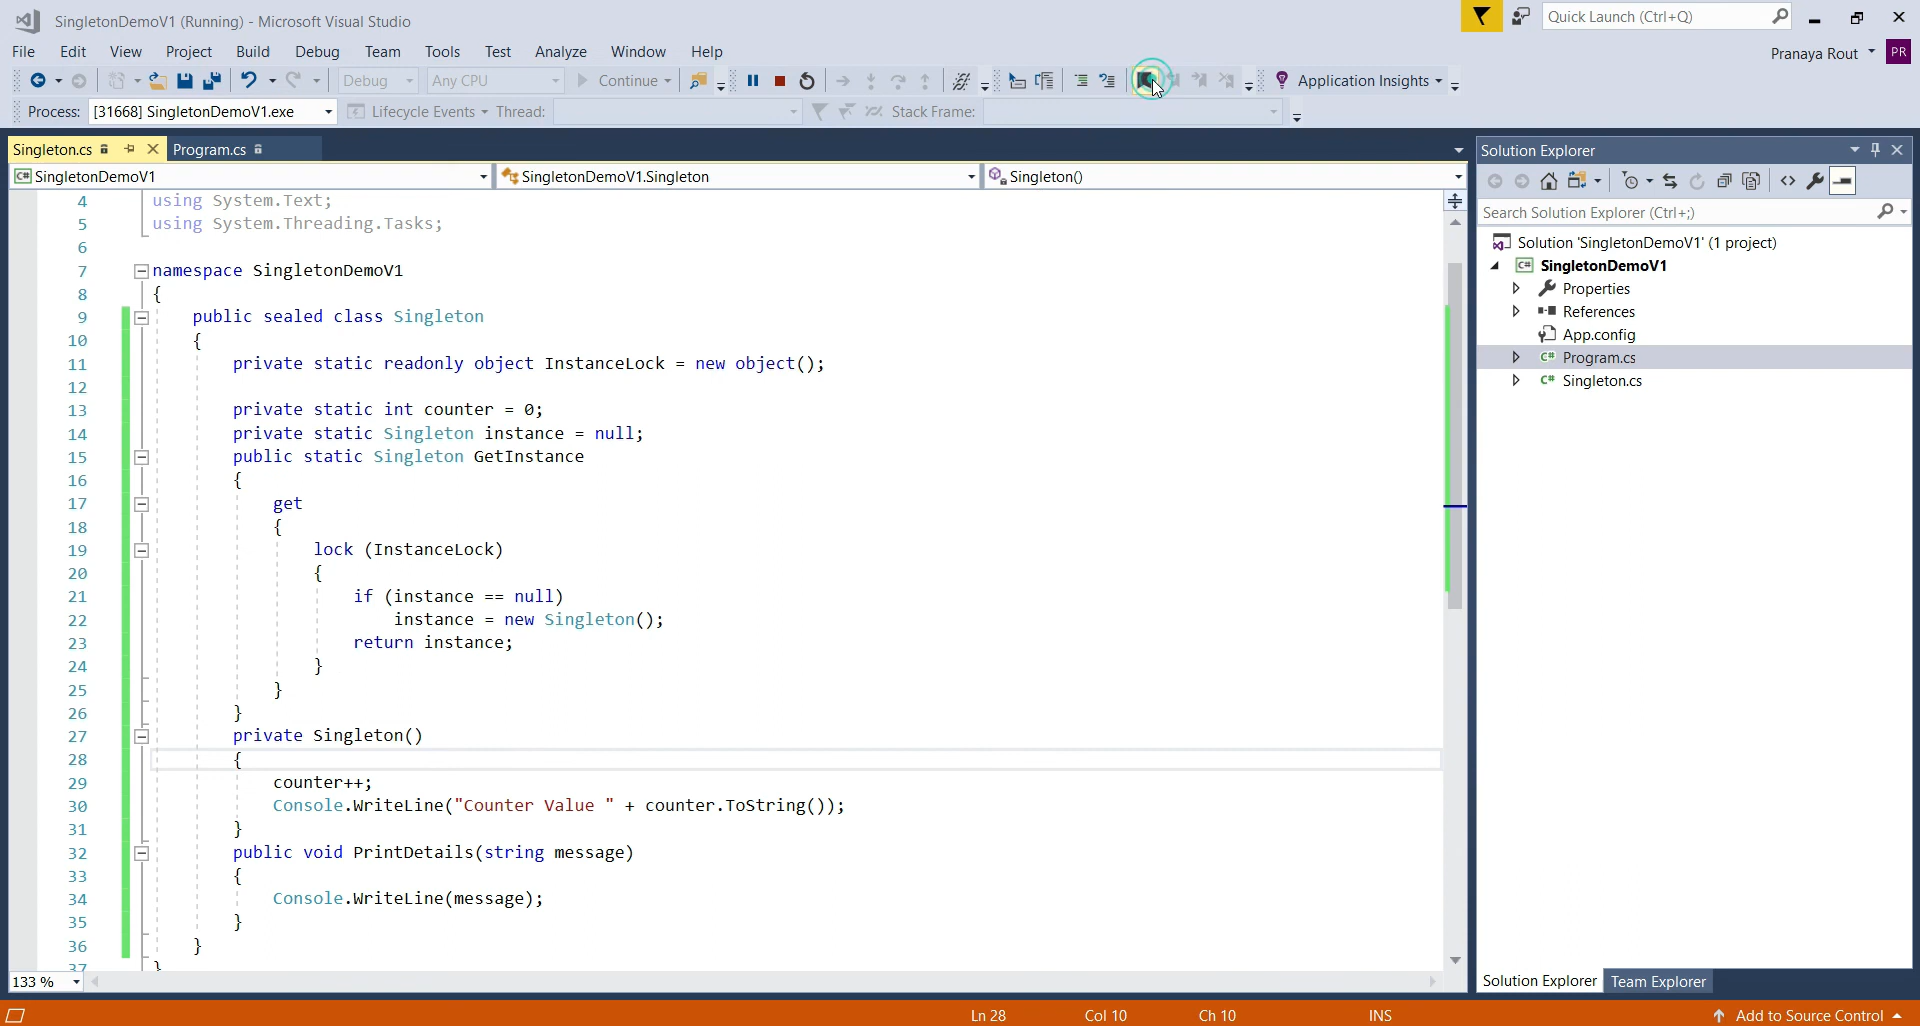 SingletonDemoV1 (Running) - Microsoft Visual Studio
Quick Launch (Ctrl+Q)
File Edit View Project Build Debug Team Tools Test Analyze Window Help
Pranaya Rout PR
Debug Any CPU Continue Application Insights
Process: [31668] SingletonDemoV1.exe Lifecycle Events Thread: Stack Frame:
Singleton.cs Program.cs
SingletonDemoV1 SingletonDemoV1.Singleton Singleton()
4 using System.Text;
5 using System.Threading.Tasks;
6
7 namespace SingletonDemoV1
8 {
9 public sealed class Singleton
10 {
11 private static readonly object InstanceLock = new object();
12
13 private static int counter = 0;
14 private static Singleton instance = null;
15 public static Singleton GetInstance
16 {
17 get
18 {
19 lock (InstanceLock)
20 {
21 if (instance == null)
22 instance = new Singleton();
23 return instance;
24 }
25 }
26 }
27 private Singleton()
28 {
29 counter++;
30 Console.WriteLine("Counter Value " + counter.ToString());
31 }
32 public void PrintDetails(string message)
33 {
34 Console.WriteLine(message);
35 }
36 }
37 }
133 %
Solution Explorer
Search Solution Explorer (Ctrl+;)
Solution 'SingletonDemoV1' (1 project)
C# SingletonDemoV1
Properties
References
App.config
C# Program.cs
C# Singleton.cs
Solution Explorer Team Explorer
Ln 28 Col 10 Ch 10 INS Add to Source Control